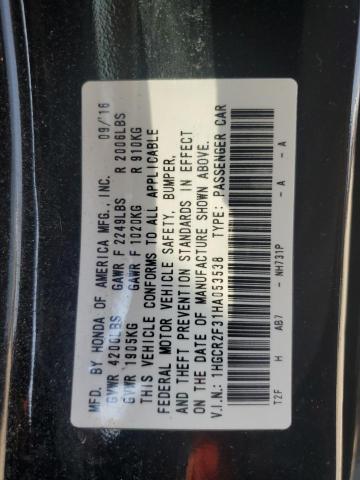 MFD. BY HONDA OF AMERICA MFG., INC. 09/16
GVWR 4200LBS GAWR F 2249LBS R 2006LBS
GVWR 1905KG GAWR F 1020KG R 910KG
THIS VEHICLE CONFORMS TO ALL APPLICABLE
FEDERAL MOTOR VEHICLE SAFETY, BUMPER,
AND THEFT PREVENTION STANDARDS IN EFFECT
ON THE DATE OF MANUFACTURE SHOWN ABOVE.
V.I.N.: 1HGCR2F31HA053538 TYPE: PASSENGER CAR
T2F H AB7 - NH731P - A - A